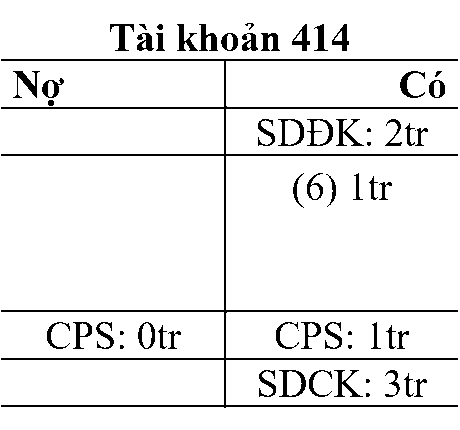 Tài khoản 414
Nợ Có
SDĐK: 2tr
(6) 1tr
CPS: 0tr CPS: 1tr
SDCK: 3tr